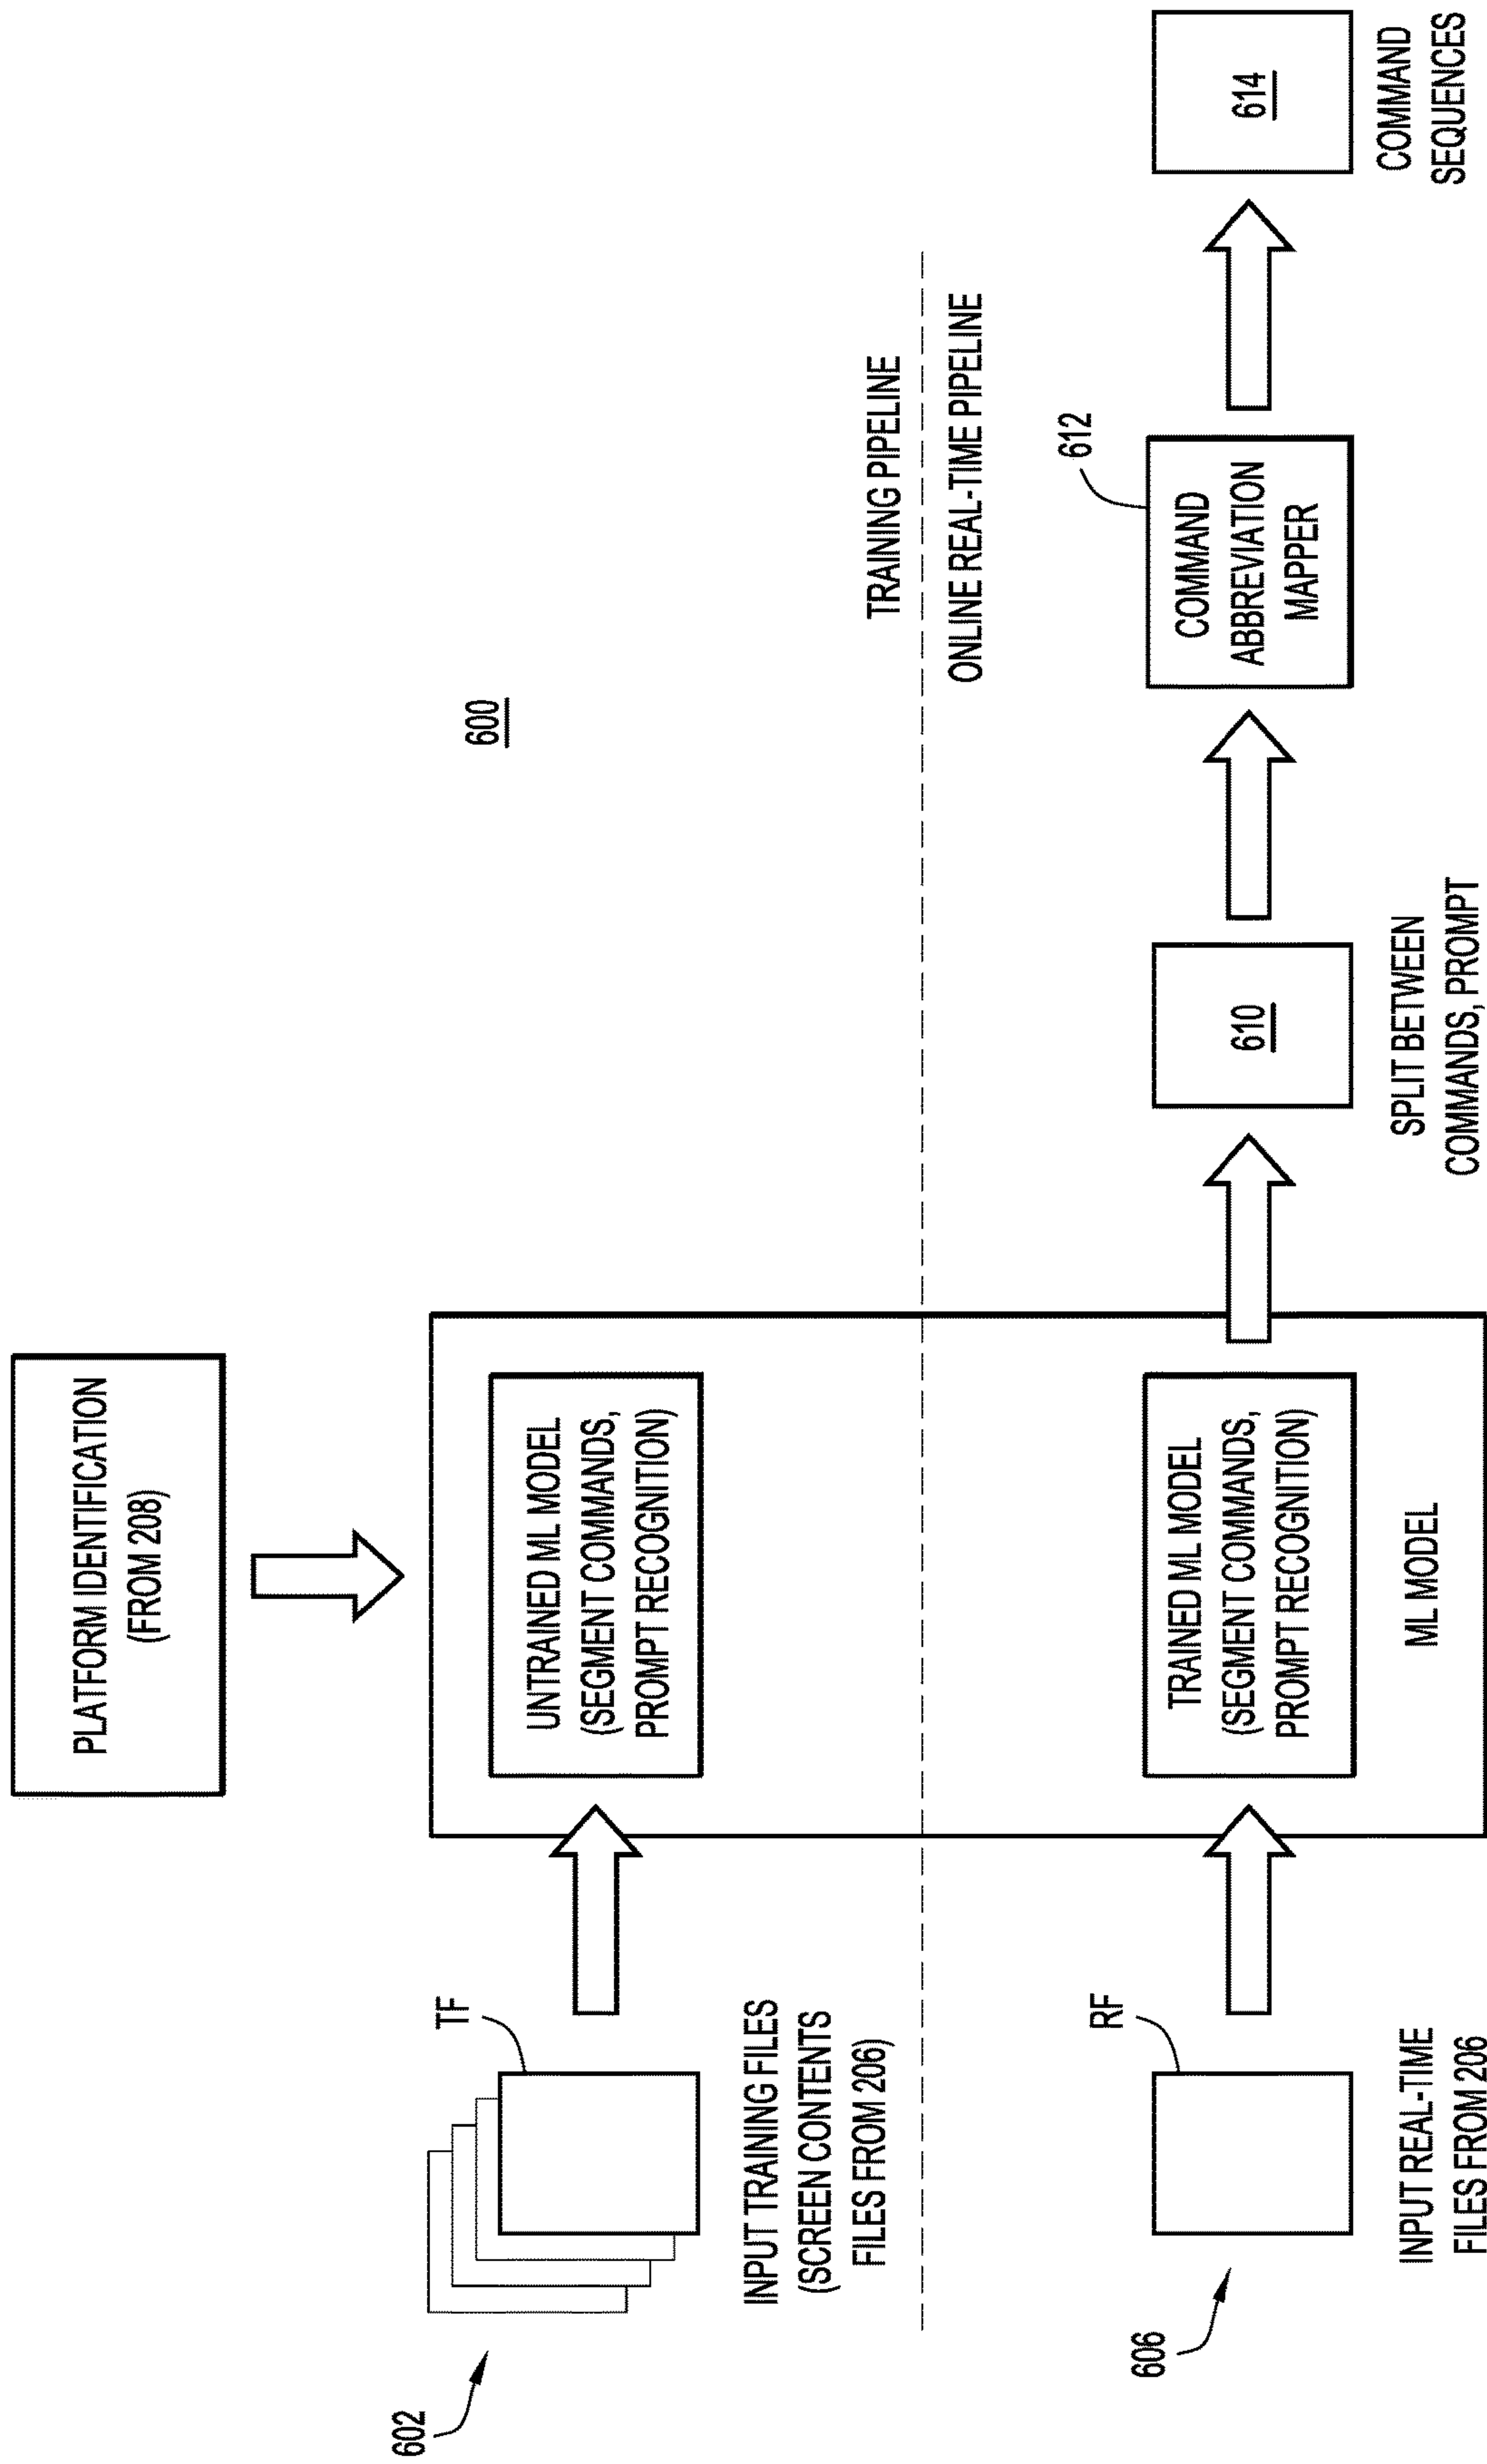 PLATFORM IDENTIFICATION
(FROM 208)
600
602
TF
INPUT TRAINING FILES
(SCREEN CONTENTS
FILES FROM 206)
UNTRAINED ML MODEL
(SEGMENT COMMANDS,
PROMPT RECOGNITION)
TRAINING PIPELINE
ONLINE REAL-TIME PIPELINE
606
RF
INPUT REAL-TIME
FILES FROM 206
TRAINED ML MODEL
(SEGMENT COMMANDS,
PROMPT RECOGNITION)
ML MODEL
610
SPLIT BETWEEN
COMMANDS, PROMPT
612
COMMAND
ABBREVIATION
MAPPER
614
COMMAND
SEQUENCES